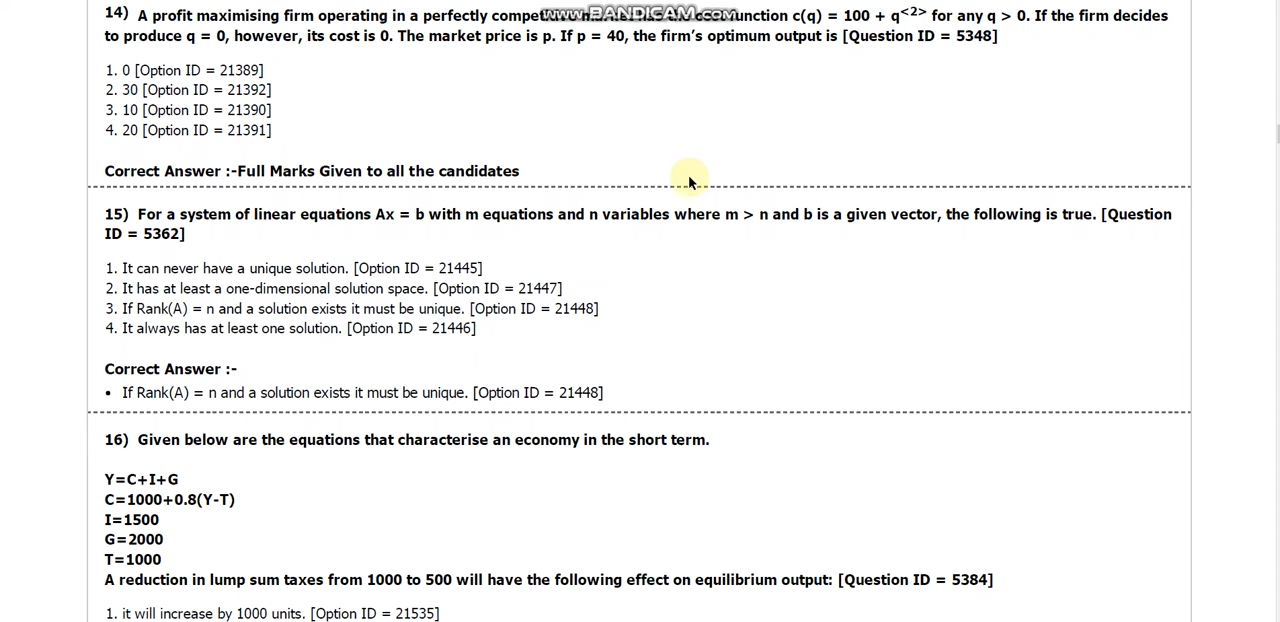 www.BANDICAM.com
14) A profit maximising firm operating in a perfectly function c(q) = 100 + q<2> for any q > 0. If the firm decides
to produce q = 0, however, its cost is 0. The market price is p. If p = 40, the firm's optimum output is [Question ID = 5348]
1. 0 [Option ID = 21389]
2. 30 [Option ID = 21392]
3. 10 [Option ID = 21390]
4. 20 [Option ID = 21391]
Correct Answer :-Full Marks Given to all the candidates
15) For a system of linear equations Ax = b with m equations and n variables where m > n and b is a given vector, the following is true. [Question
ID = 5362]
1. It can never have a unique solution. [Option ID = 21445]
2. It has at least a one-dimensional solution space. [Option ID = 21447]
3. If Rank(A) = n and a solution exists it must be unique. [Option ID = 21448]
4. It always has at least one solution. [Option ID = 21446]
Correct Answer :-
• If Rank(A) = n and a solution exists it must be unique. [Option ID = 21448]
16) Given below are the equations that characterise an economy in the short term.
Y=C+I+G
C=1000+0.8(Y-T)
I=1500
G=2000
T=1000
A reduction in lump sum taxes from 1000 to 500 will have the following effect on equilibrium output: [Question ID = 5384]
1. it will increase by 1000 units. [Option ID = 21535]